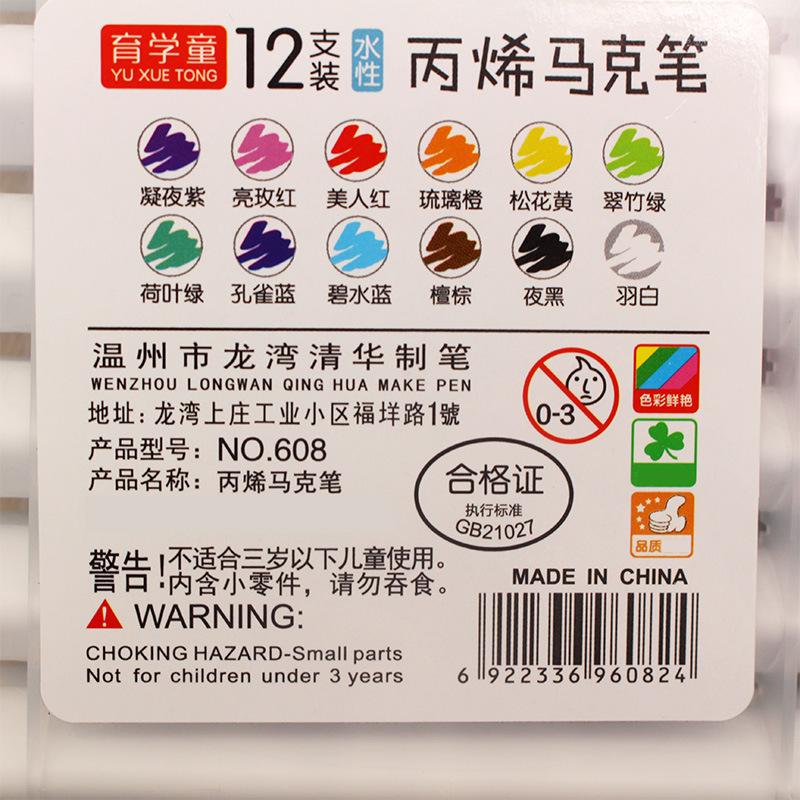 育学童
YU XUE TONG
12支装
水性
丙烯马克笔
凝夜紫 亮玫红 美人红 琉璃橙 松花黄 翠竹绿
荷叶绿 孔雀蓝 碧水蓝 檀棕 夜黑 羽白
温州市龙湾清华制笔
WENZHOU LONGWAN QING HUA MAKE PEN
地址：龙湾上庄工业小区福垟路1號
产品型号：NO.608
产品名称：丙烯马克笔
0-3
色彩鲜艳
合格证
执行标准
GB21027
品质
警告!不适合三岁以下儿童使用。
内含小零件，请勿吞食。
WARNING:
CHOKING HAZARD-Small parts
Not for children under 3 years
MADE IN CHINA
6 922336 960824